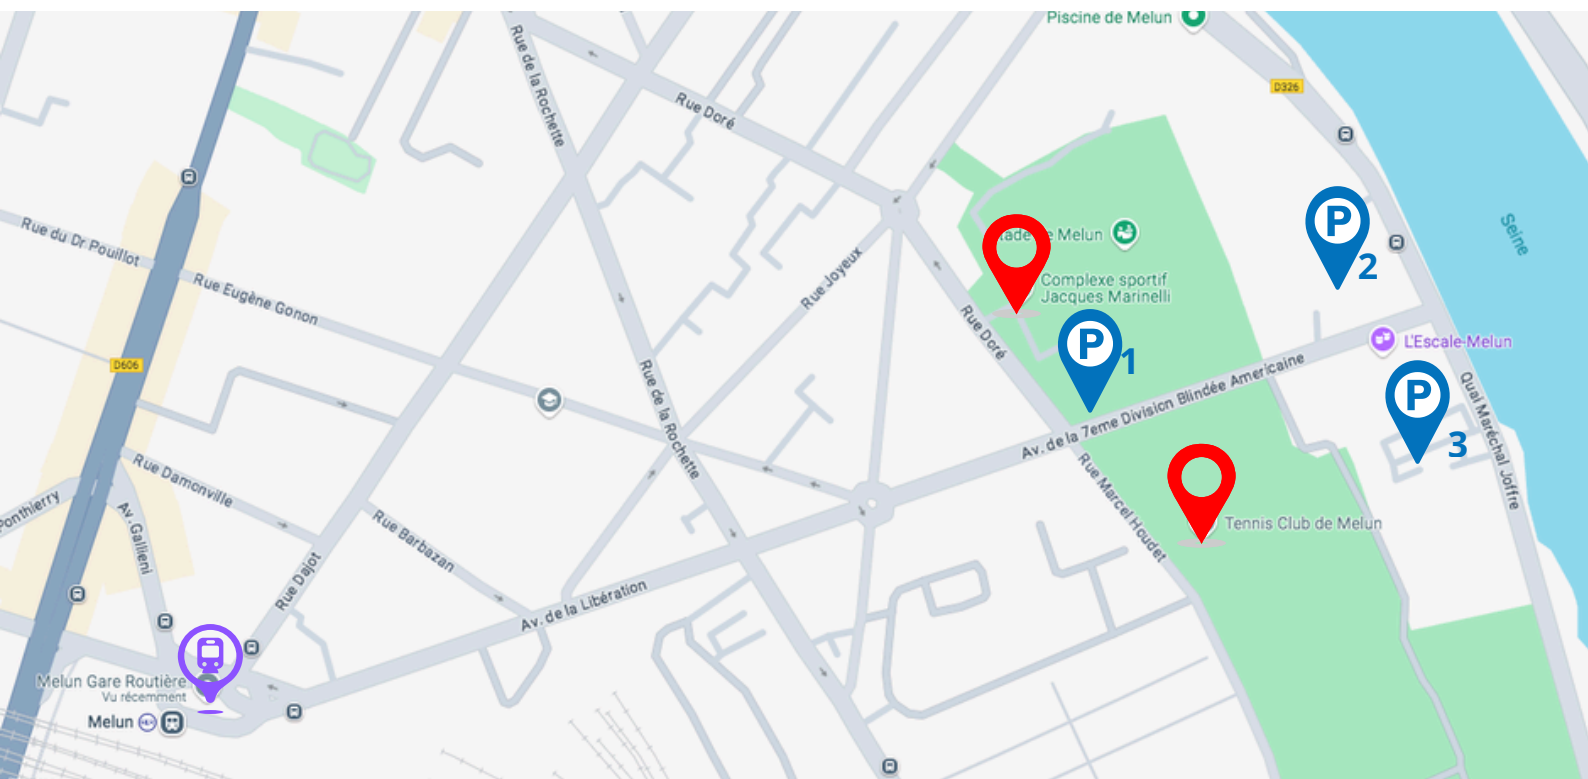 Piscine de Melun
Rue de la Rochette
Rue Doré
D326
P
2
Seine
Melun
Complexe sportif
Jacques Marinelli
Rue du Dr Pouillot
Rue Eugène Gonon
Rue Joyeux
Rue Doré
P
1
L'Escale-Melun
D606
Rue de la Rochette
Av. de la 7eme Division Blindée Americaine
P
3
Quai Maréchal Joffre
Rue Damonville
Ponthierry
Av. Gallieni
Rue Barbazan
Rue Marcel Houdet
Tennis Club de Melun
Rue Dajot
Av. de la Libération
Melun Gare Routière
Vu récemment
Melun